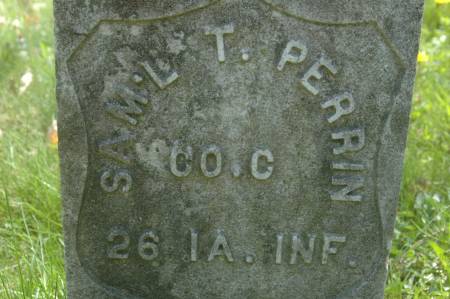 SAM'L T. PERRIN
CO. C
26 IA. INF.